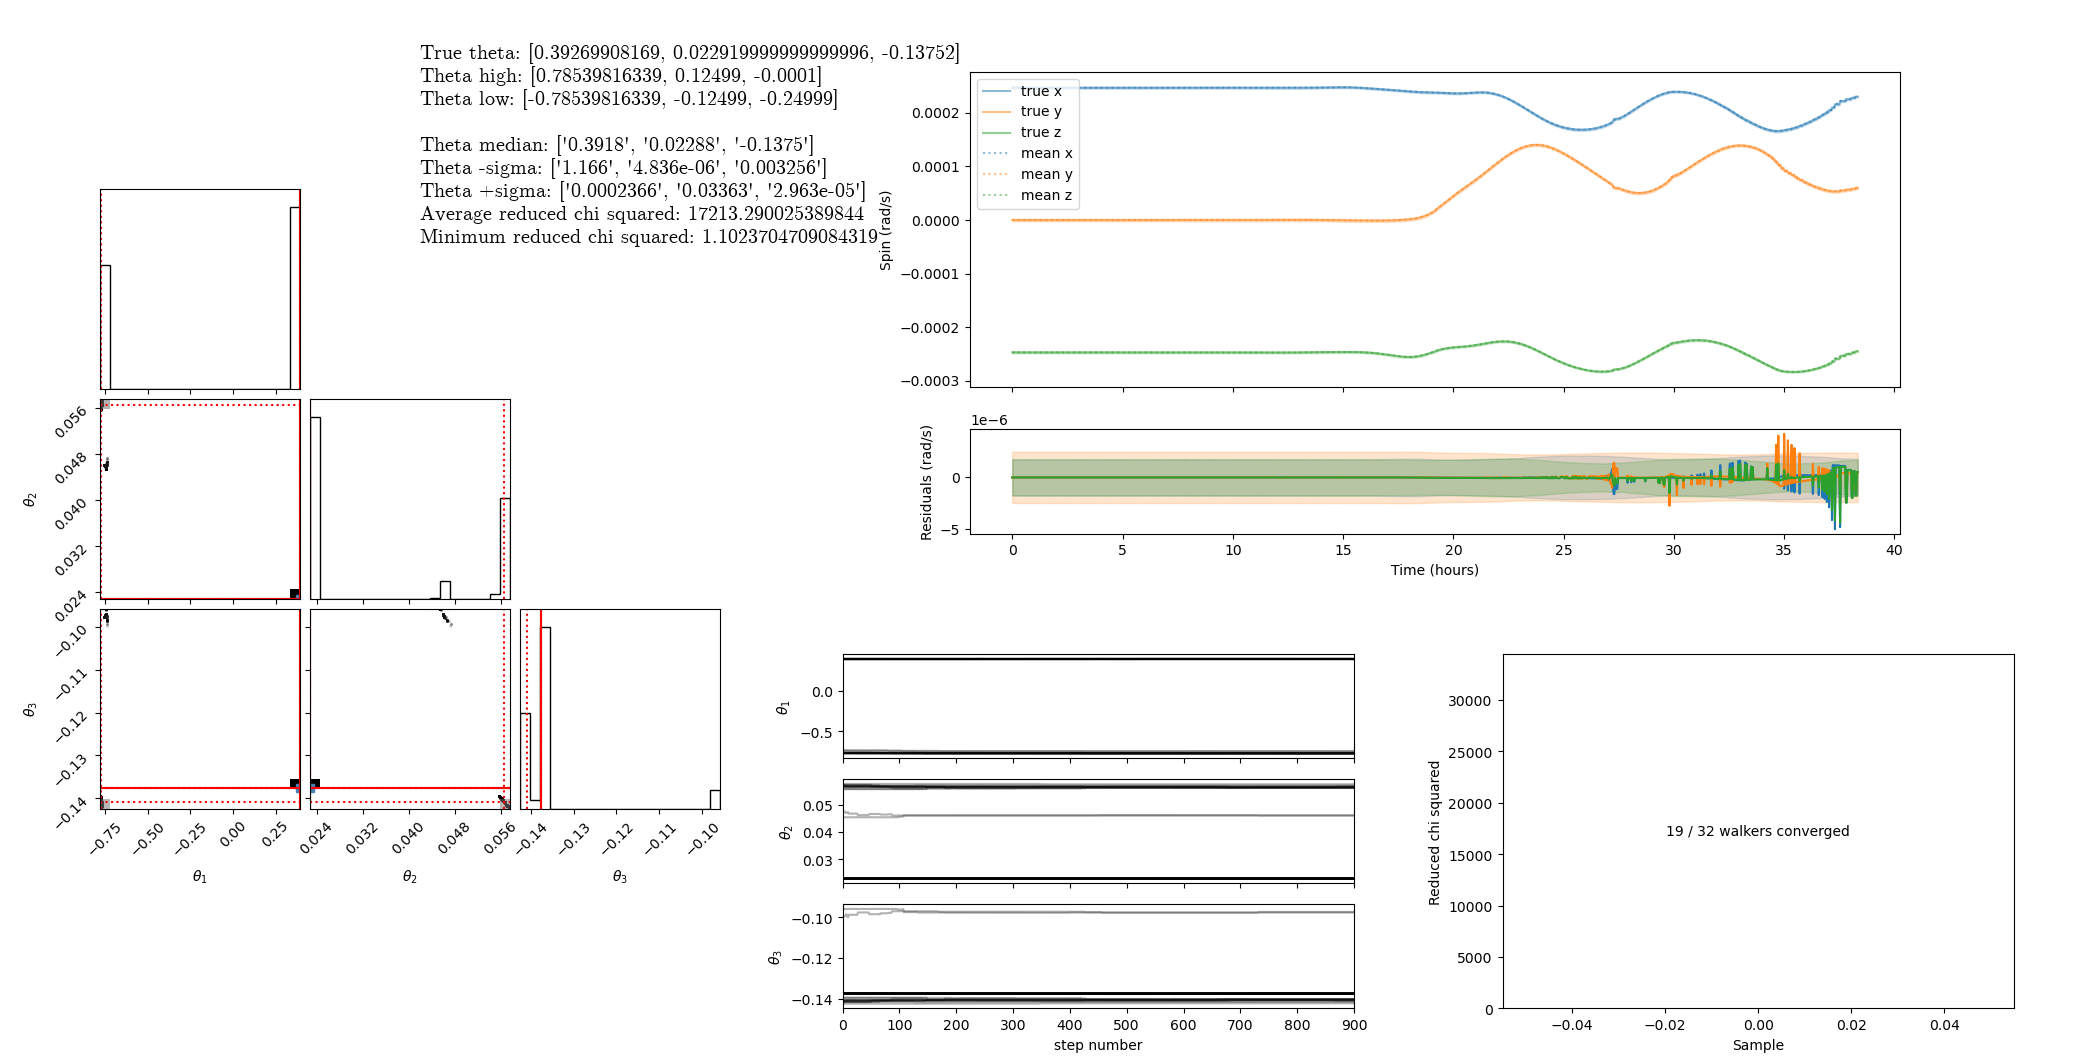 True theta: [0.39269908169, 0.022919999999999996, -0.13752]
Theta high: [0.78539816339, 0.12499, -0.0001]
Theta low: [-0.78539816339, -0.12499, -0.24999]
Theta median: ['0.3918', '0.02288', '-0.1375']
Theta -sigma: ['1.166', '4.836e-06', '0.003256']
Theta +sigma: ['0.0002366', '0.03363', '2.963e-05']
Average reduced chi squared: 17213.290025389844
Minimum reduced chi squared: 1.1023704709084319
true x
true y
true z
mean x
mean y
mean z
Spin (rad/s)
0.0002
0.0001
0.0000
−0.0001
−0.0002
−0.0003
1e−6
Residuals (rad/s)
0
−5
0 5 10 15 20 25 30 35 40
Time (hours)
θ2
0.056
0.048
0.040
0.032
0.024
θ3
−0.10
−0.11
−0.12
−0.13
−0.14
−0.75 −0.50 −0.25 0.00 0.25
θ1
0.024 0.032 0.040 0.048 0.056
θ2
−0.14 −0.13 −0.12 −0.11 −0.10
θ3
θ1
0.0
−0.5
θ2
0.05
0.04
0.03
θ3
−0.10
−0.12
−0.14
0 100 200 300 400 500 600 700 800 900
step number
Reduced chi squared
30000
25000
20000
15000
10000
5000
0
19 / 32 walkers converged
−0.04 −0.02 0.00 0.02 0.04
Sample